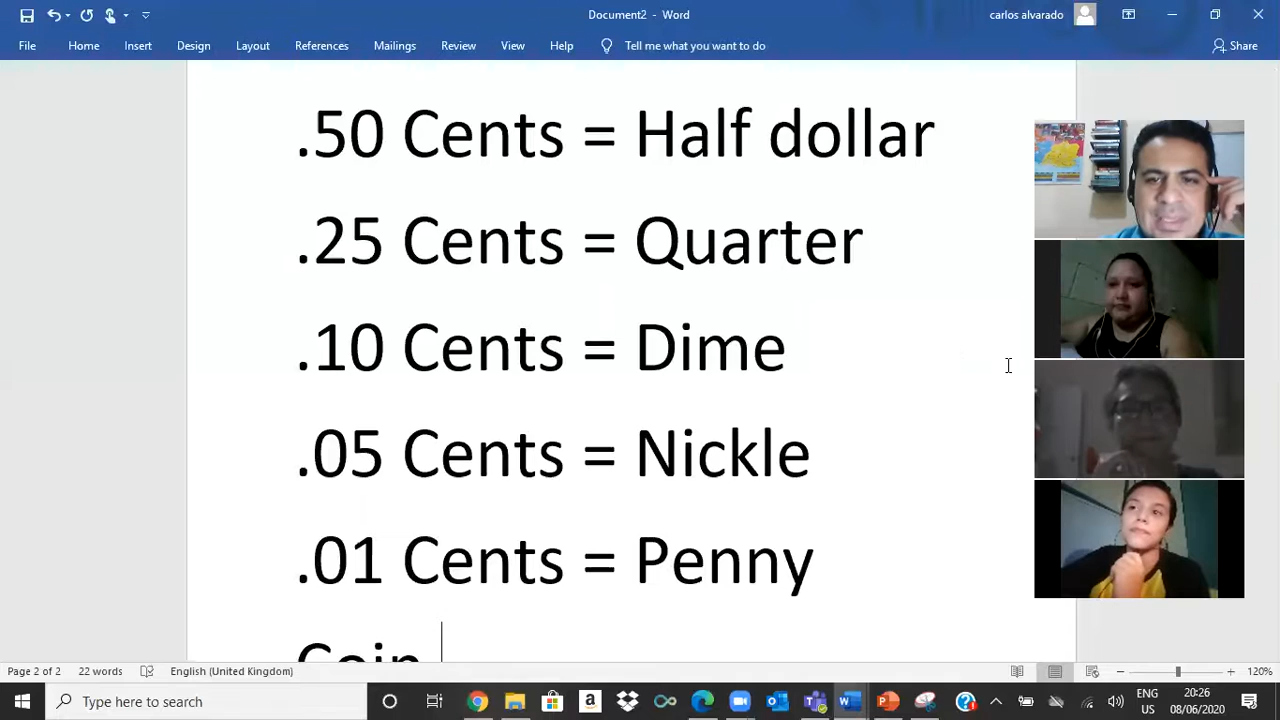 Document2 - Word
carlos alvarado
File Home Insert Design Layout References Mailings Review View Help Tell me what you want to do Share
.50 Cents = Half dollar
.25 Cents = Quarter
.10 Cents = Dime
.05 Cents = Nickle
.01 Cents = Penny
Coin
Page 2 of 2 22 words English (United Kingdom) 120%
Type here to search
ENG
US
20:26
08/06/2020